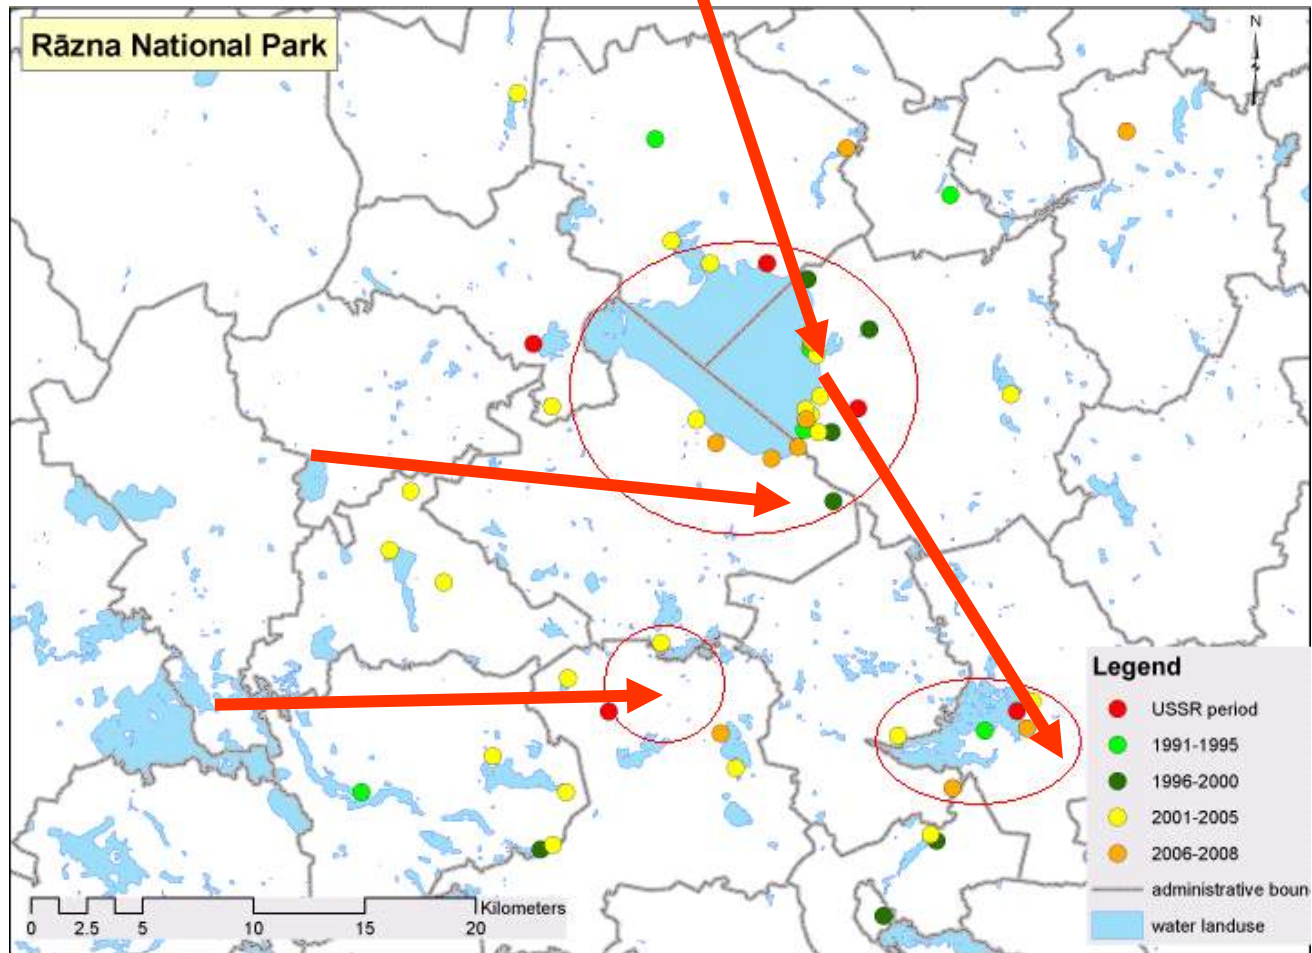 Rāzna National Park
N
Legend
USSR period
1991-1995
1996-2000
2001-2005
2006-2008
administrative boun
water landuse
Kilometers
0 2.5 5 10 15 20